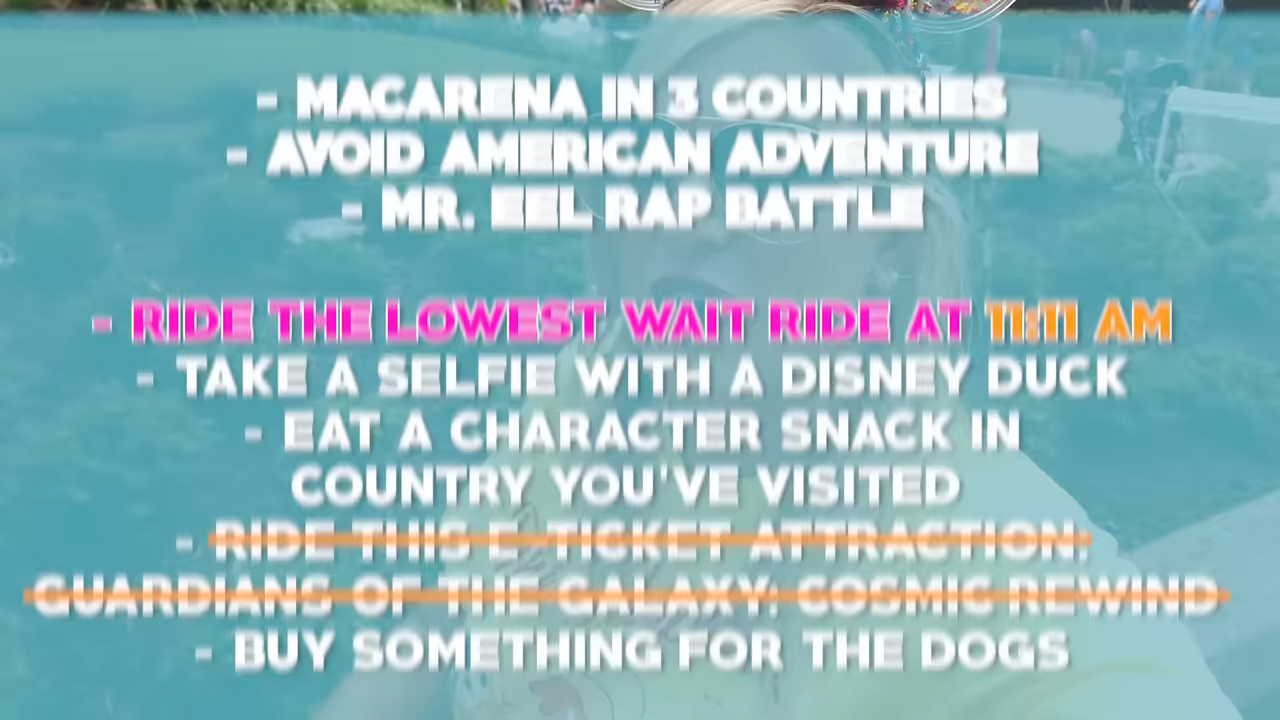 - MACARENA IN 3 COUNTRIES
- AVOID AMERICAN ADVENTURE
- MR. EEL RAP BATTLE
- RIDE THE LOWEST WAIT RIDE AT 11:11 AM
- TAKE A SELFIE WITH A DISNEY DUCK
- EAT A CHARACTER SNACK IN
COUNTRY YOU'VE VISITED
- RIDE THIS E-TICKET ATTRACTION:
GUARDIANS OF THE GALAXY: COSMIC REWIND
- BUY SOMETHING FOR THE DOGS